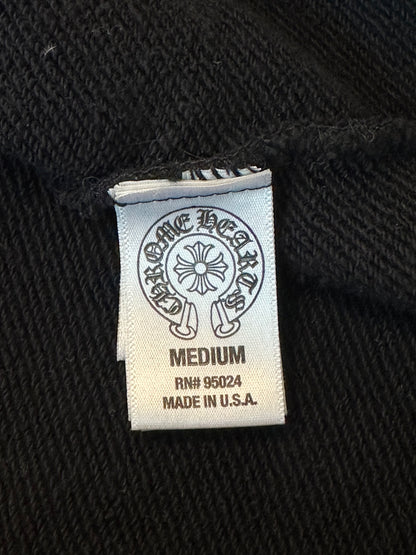 CHROME HEARTS
MEDIUM
RN# 95024
MADE IN U.S.A.